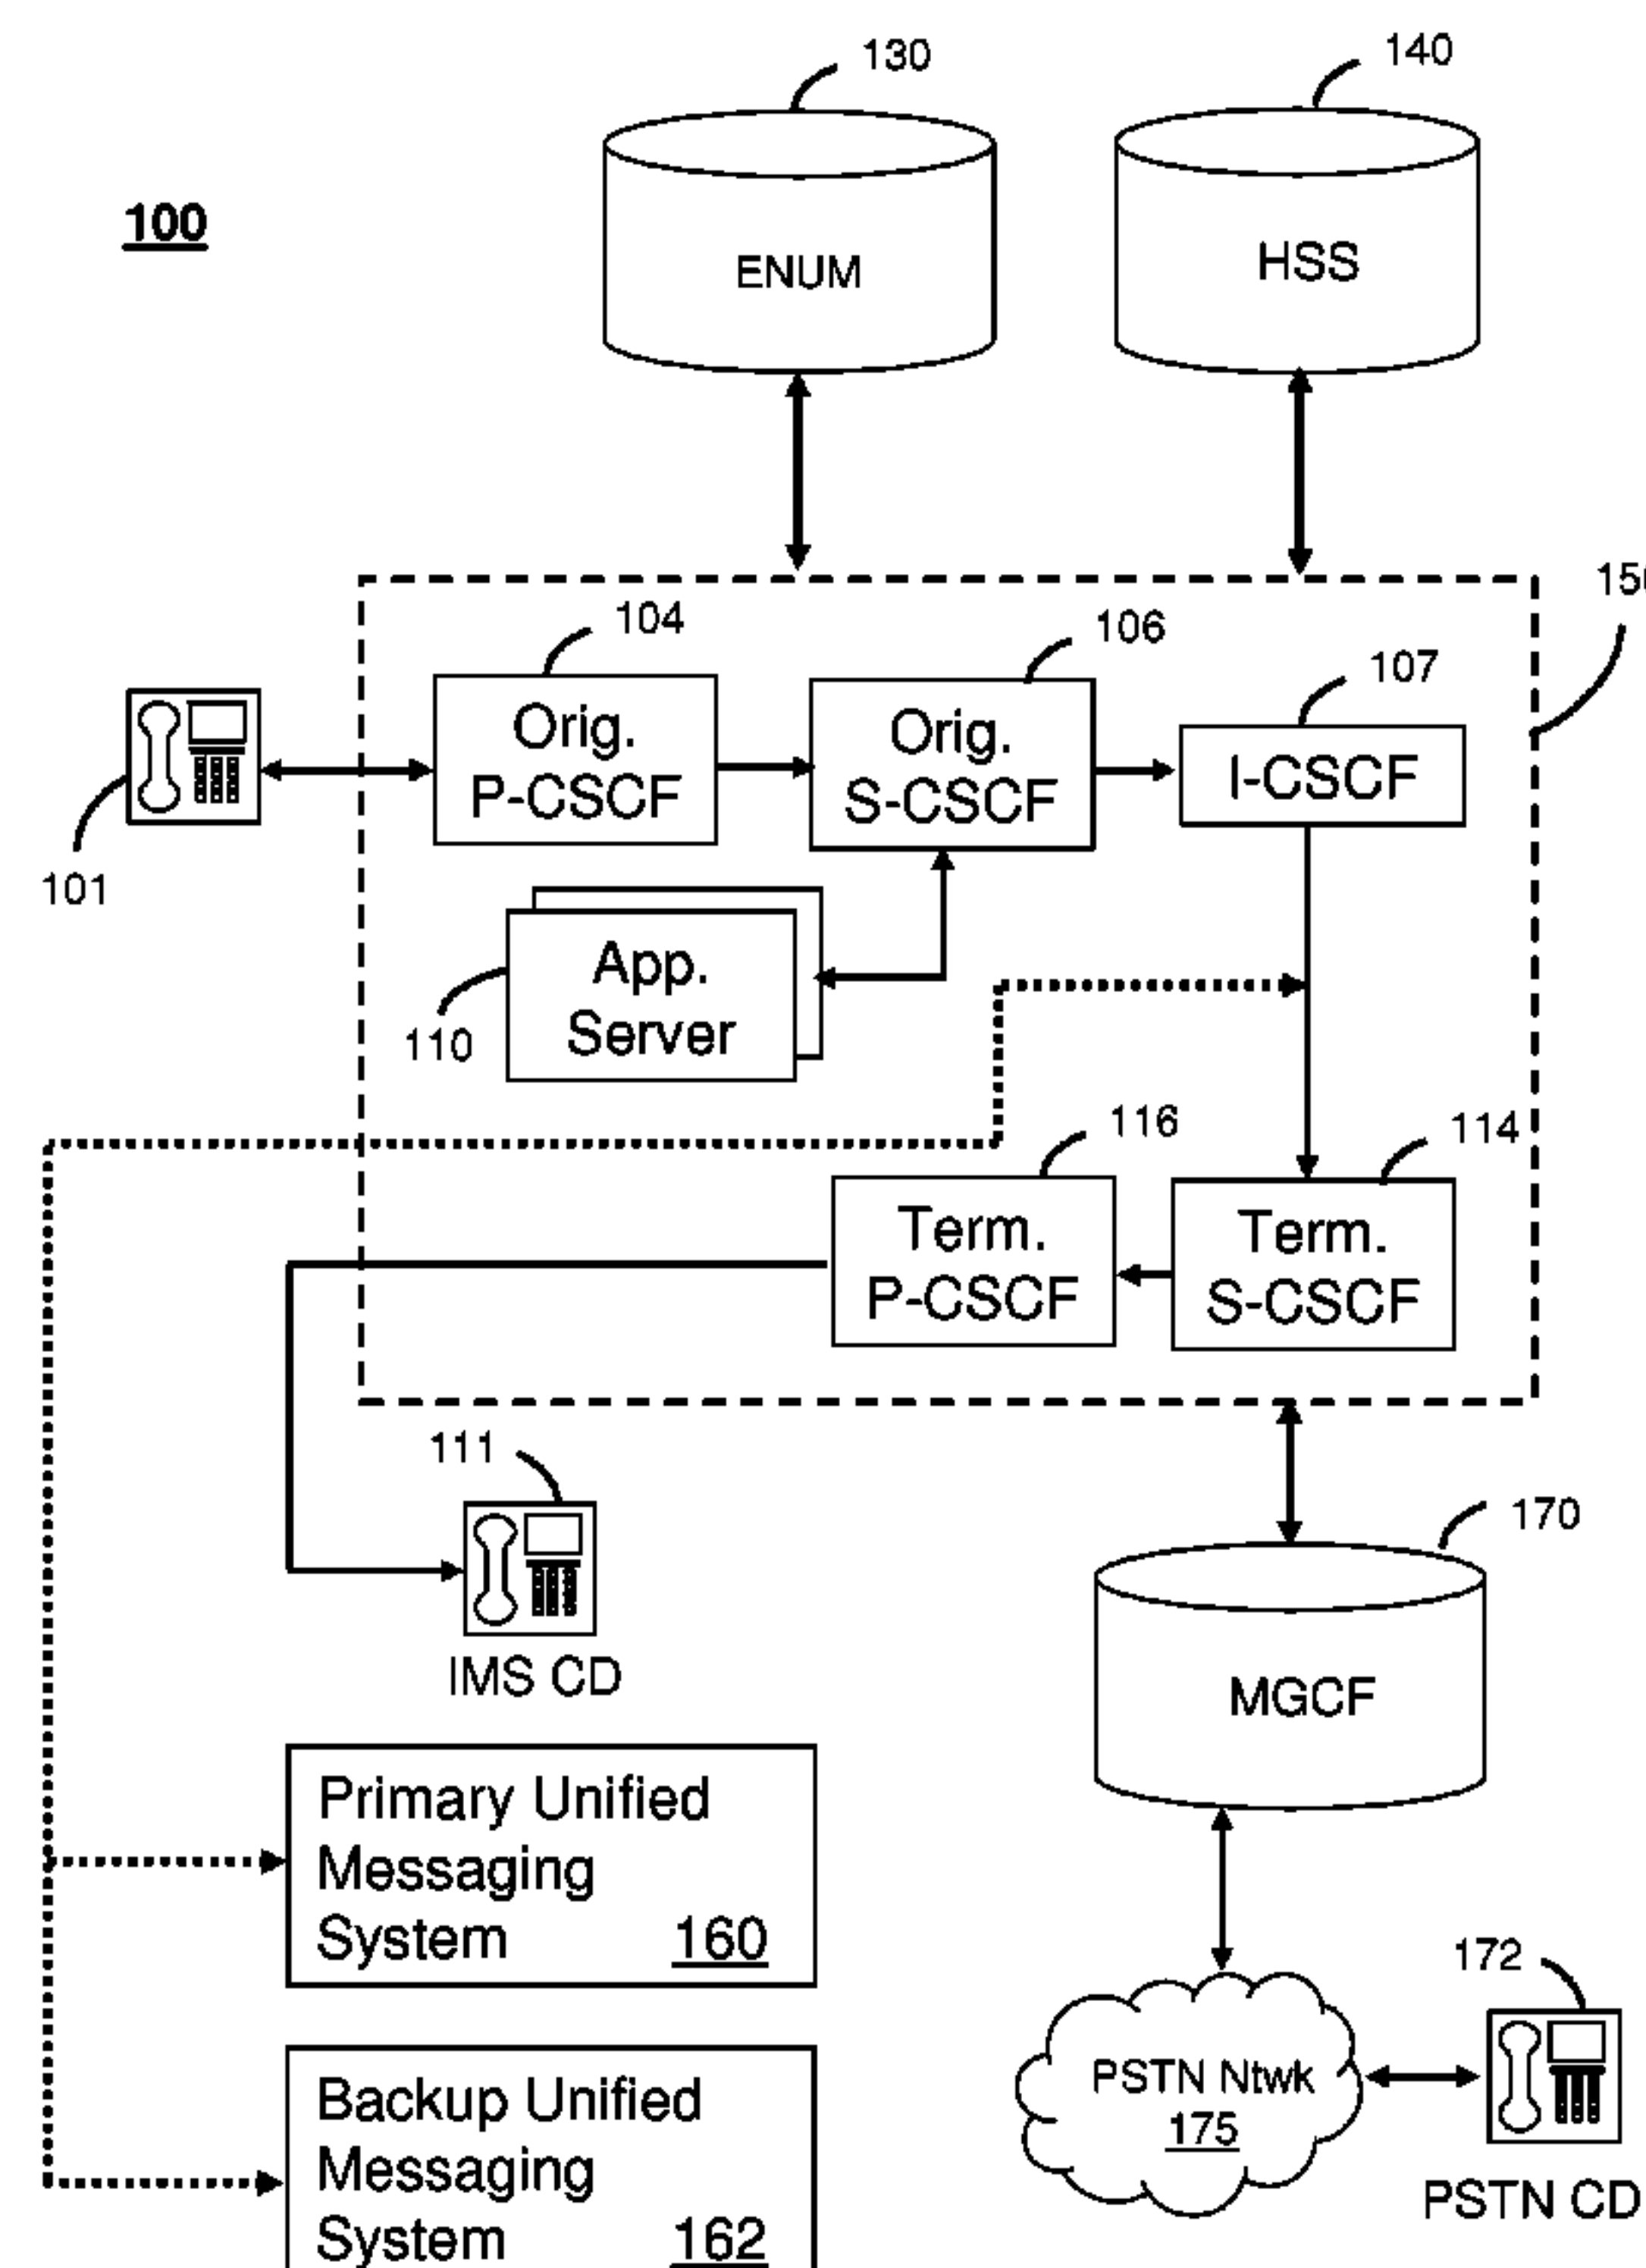 130
140
100
ENUM
HSS
104
106
107
Orig.
P-CSCF
Orig.
S-CSCF
I-CSCF
101
App.
Server
110
116
114
Term.
P-CSCF
Term.
S-CSCF
111
170
IMS CD
MGCF
Primary Unified
Messaging
System 160
172
PSTN Ntwk
175
Backup Unified
Messaging
System 162
PSTN CD